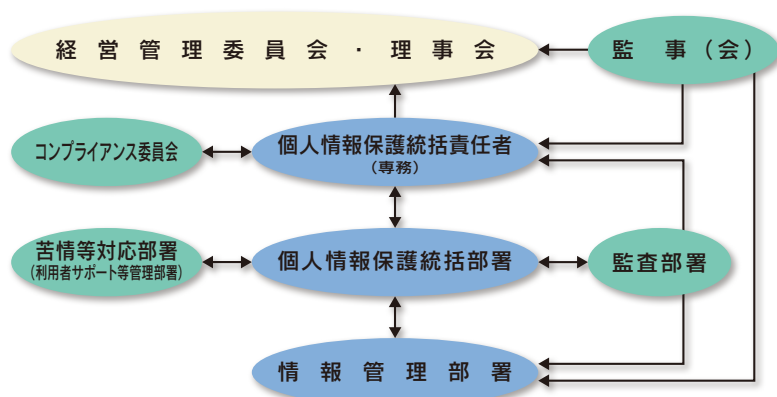 経営管理委員会・理事会
監事(会)
コンプライアンス委員会
個人情報保護統括責任者
(専務)
苦情等対応部署
(利用者サポート等管理部署)
個人情報保護統括部署
監査部署
情報管理部署